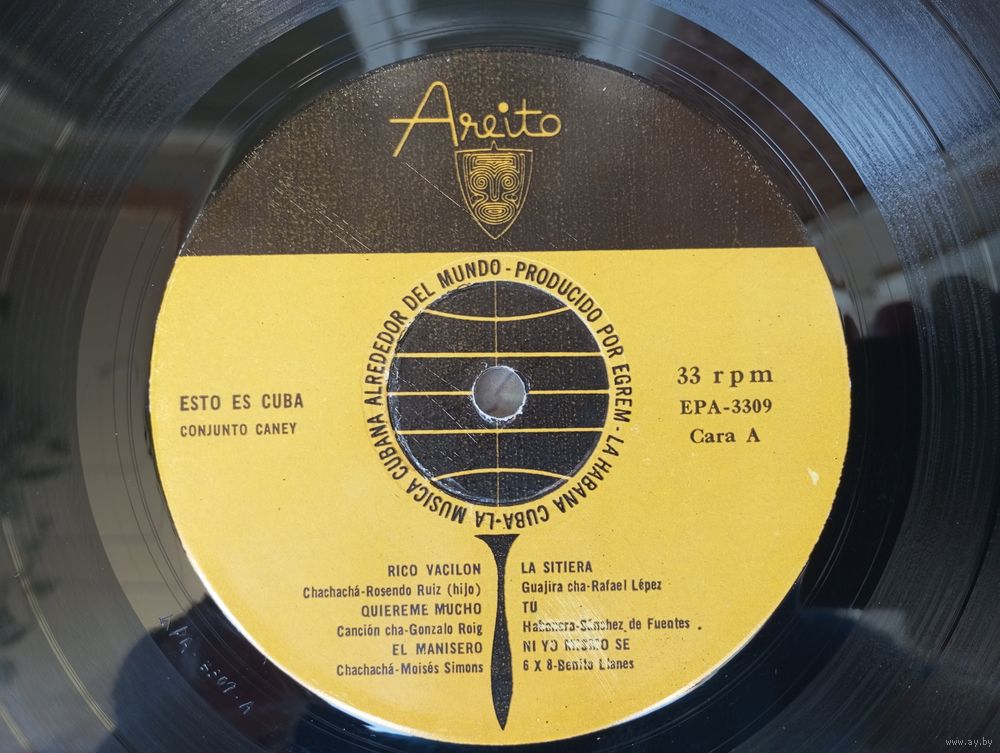 Areito
LA MUSICA CUBANA ALREDEDOR DEL MUNDO - PRODUCIDO POR EGREM - LA HABANA CUBA-
ESTO ES CUBA
CONJUNTO CANEY
33 rpm
EPA-3309
Cara A
RICO VACILON
Chachachá-Rosendo Ruiz (hijo)
QUIEREME MUCHO
Canción cha-Gonzalo Roig
EL MANISERO
Chachachá-Moisés Simons
LA SITIERA
Guajira cha-Rafael Lépez
TU
Habanera-Sánchez de Fuentes .
NI YO MISMO SE
6 X 8-Benito Llanes
www.ay.by